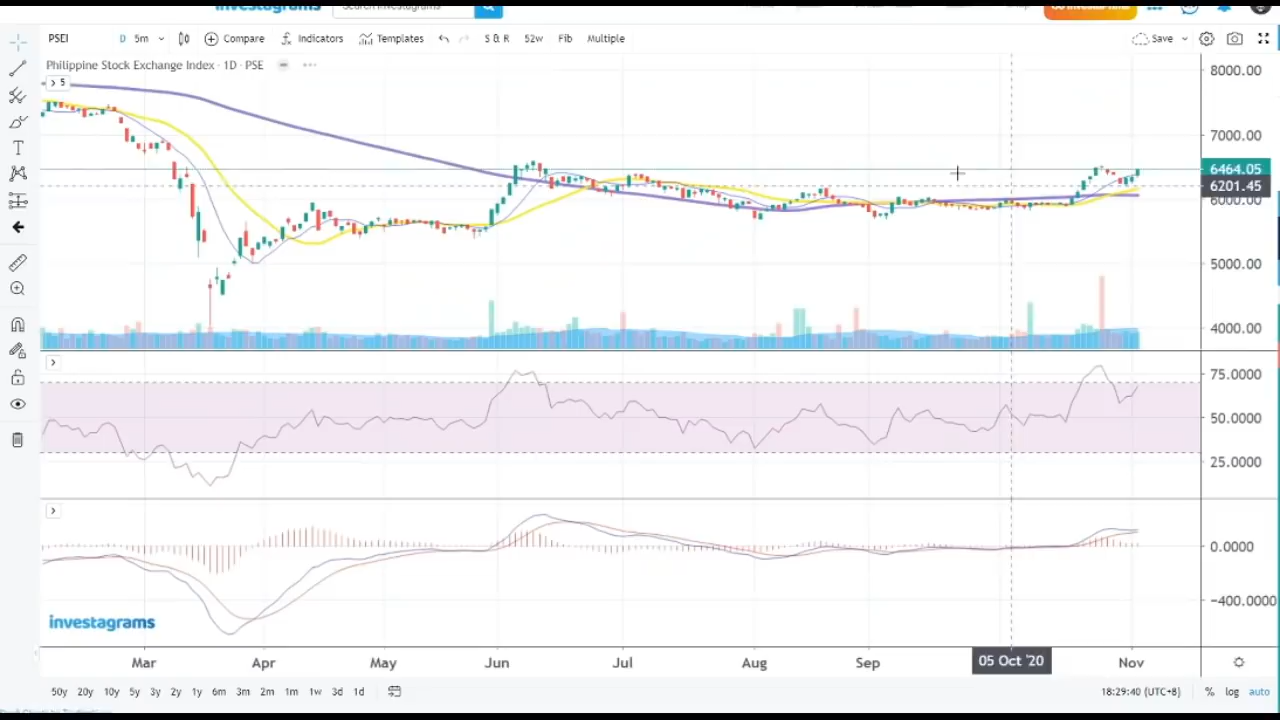 investagrams
Search Investagrams
PSEI D 5m Compare Indicators Templates S & R 52w Fib Multiple Save
Philippine Stock Exchange Index · 1D · PSE
5
8000.00
7000.00
6464.05
6201.45
6000.00
5000.00
4000.00
75.0000
50.0000
25.0000
0.0000
−400.0000
investagrams
Mar Apr May Jun Jul Aug Sep 05 Oct '20 Nov
50y 20y 10y 5y 3y 2y 1y 6m 3m 2m 1m 1w 3d 1d 18:29:40 (UTC+8) % log auto